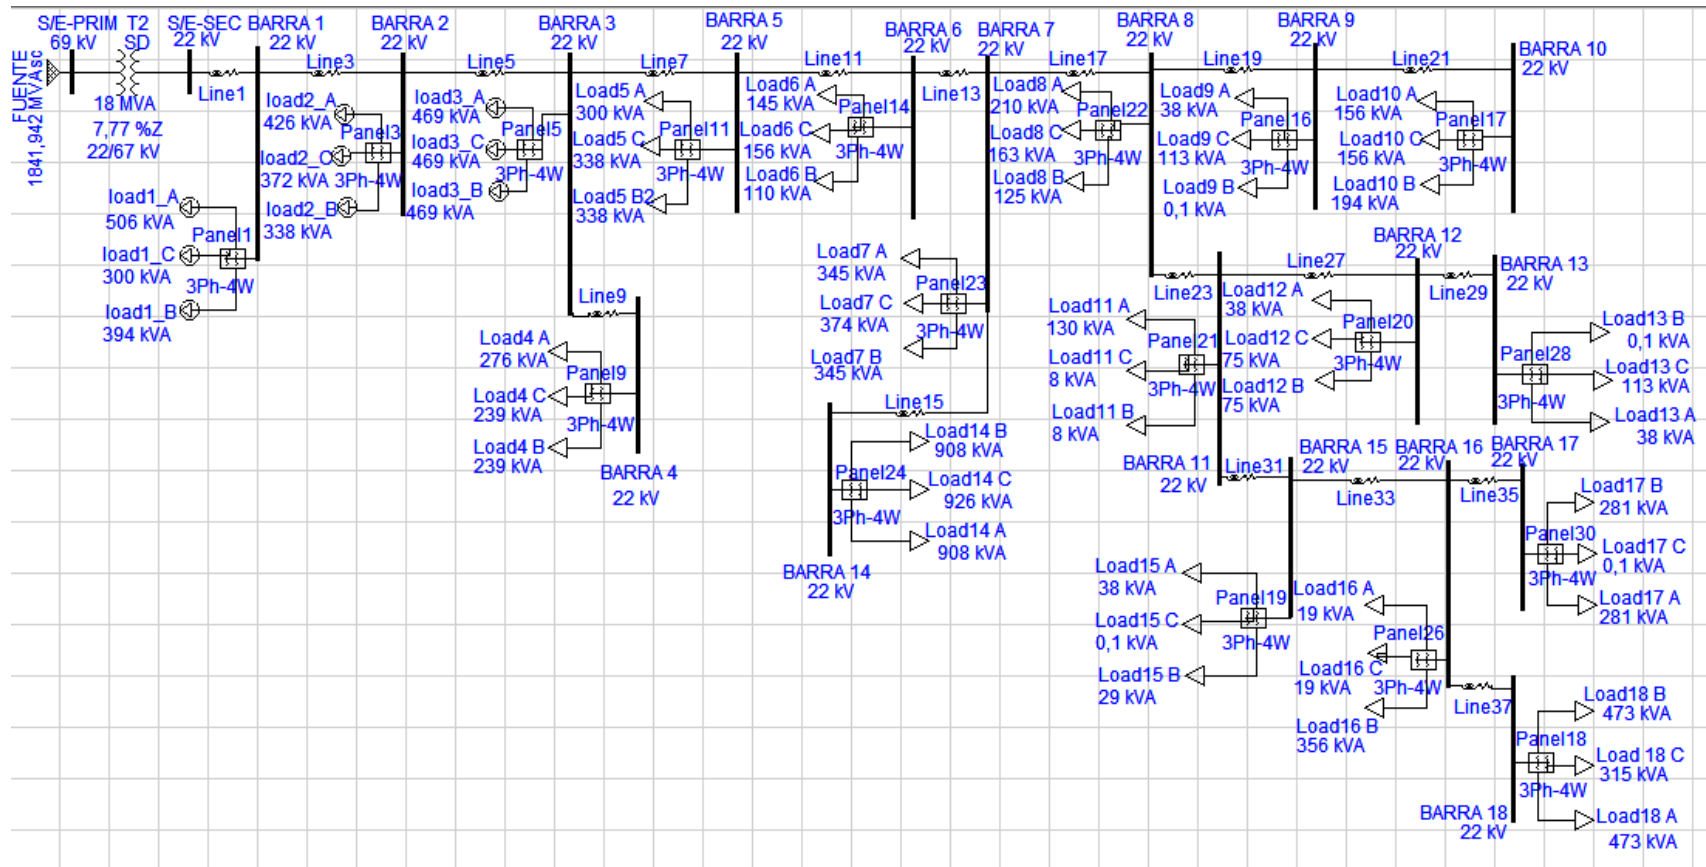 S/E-PRIM
69 kV
T2
SD
18 MVA
7,77 %Z
22/67 kV
FUENTE
1841,942 MVAsc
S/E-SEC
22 kV
Line1
BARRA 1
22 kV
load1_A
506 kVA
Panel1
load1_C
300 kVA
3Ph-4W
load1_B
394 kVA
Line3
BARRA 2
22 kV
load2_A
426 kVA
Panel3
load2_C
372 kVA
3Ph-4W
load2_B
338 kVA
Line5
BARRA 3
22 kV
load3_A
469 kVA
Panel5
load3_C
469 kVA
3Ph-4W
load3_B
469 kVA
Line9
Load4 A
276 kVA
Panel9
Load4 C
239 kVA
3Ph-4W
Load4 B
239 kVA
BARRA 4
22 kV
Line7
BARRA 5
22 kV
Load5 A
300 kVA
Panel11
Load5 C
338 kVA
3Ph-4W
Load5 B2
338 kVA
Line11
BARRA 6
22 kV
Load6 A
145 kVA
Panel14
Load6 C
156 kVA
3Ph-4W
Load6 B
110 kVA
Line13
BARRA 7
22 kV
Load7 A
345 kVA
Panel23
Load7 C
374 kVA
3Ph-4W
Load7 B
345 kVA
Line15
Load14 B
908 kVA
Panel24
Load14 C
926 kVA
3Ph-4W
Load14 A
908 kVA
BARRA 14
22 kV
Line17
BARRA 8
22 kV
Load8 A
210 kVA
Panel22
Load8 C
163 kVA
3Ph-4W
Load8 B
125 kVA
Line19
BARRA 9
22 kV
Load9 A
38 kVA
Panel16
Load9 C
113 kVA
3Ph-4W
Load9 B
0,1 kVA
Line21
BARRA 10
22 kV
Load10 A
156 kVA
Panel17
Load10 C
156 kVA
3Ph-4W
Load10 B
194 kVA
Line23
Load11 A
130 kVA
Panel21
Load11 C
8 kVA
3Ph-4W
Load11 B
8 kVA
BARRA 11
22 kV
Line27
BARRA 12
22 kV
Load12 A
38 kVA
Panel20
Load12 C
75 kVA
3Ph-4W
Load12 B
75 kVA
Line29
BARRA 13
22 kV
Load13 B
0,1 kVA
Panel28
Load13 C
113 kVA
3Ph-4W
Load13 A
38 kVA
Line31
BARRA 15
22 kV
Load15 A
38 kVA
Panel19
Load15 C
0,1 kVA
3Ph-4W
Load15 B
29 kVA
Line33
BARRA 16
22 kV
Load16 A
19 kVA
Panel26
Load16 C
19 kVA
3Ph-4W
Load16 B
356 kVA
Line35
BARRA 17
22 kV
Load17 B
281 kVA
Panel30
Load17 C
0,1 kVA
3Ph-4W
Load17 A
281 kVA
Line37
Load18 B
473 kVA
Panel18
Load 18 C
315 kVA
3Ph-4W
Load18 A
473 kVA
BARRA 18
22 kV